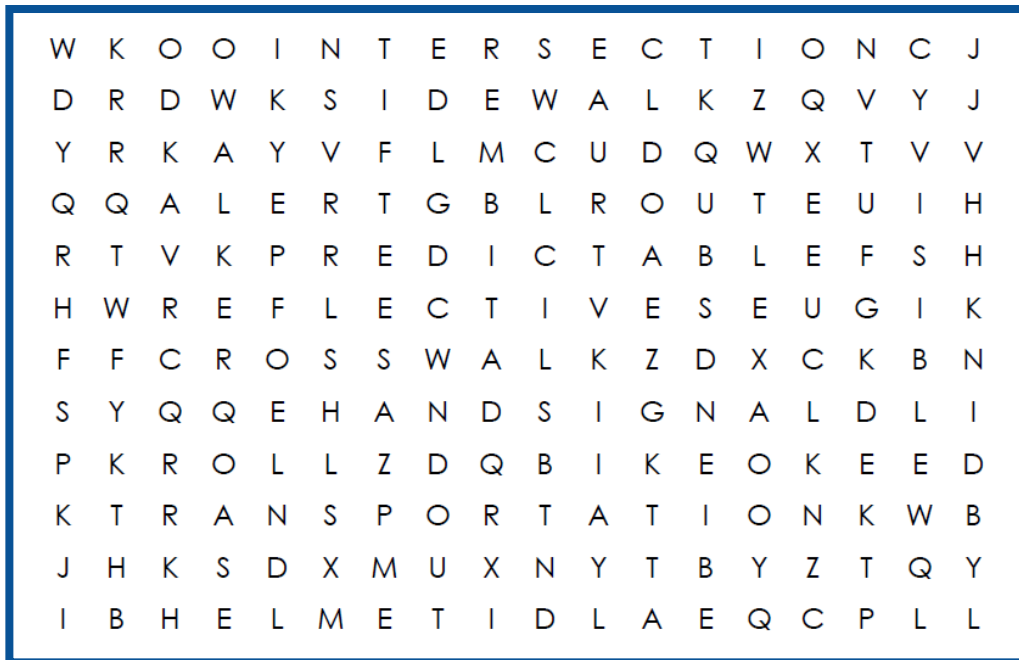 W K O O I N T E R S E C T I O N C J
D R D W K S I D E W A L K Z Q V Y J
Y R K A Y V F L M C U D Q W X T V V
Q Q A L E R T G B L R O U T E U I H
R T V K P R E D I C T A B L E F S H
H W R E F L E C T I V E S E U G I K
F F C R O S S W A L K Z D X C K B N
S Y Q Q E H A N D S I G N A L D L I
P K R O L L Z D Q B I K E O K E E D
K T R A N S P O R T A T I O N K W B
J H K S D X M U X N Y T B Y Z T Q Y
I B H E L M E T I D L A E Q C P L L